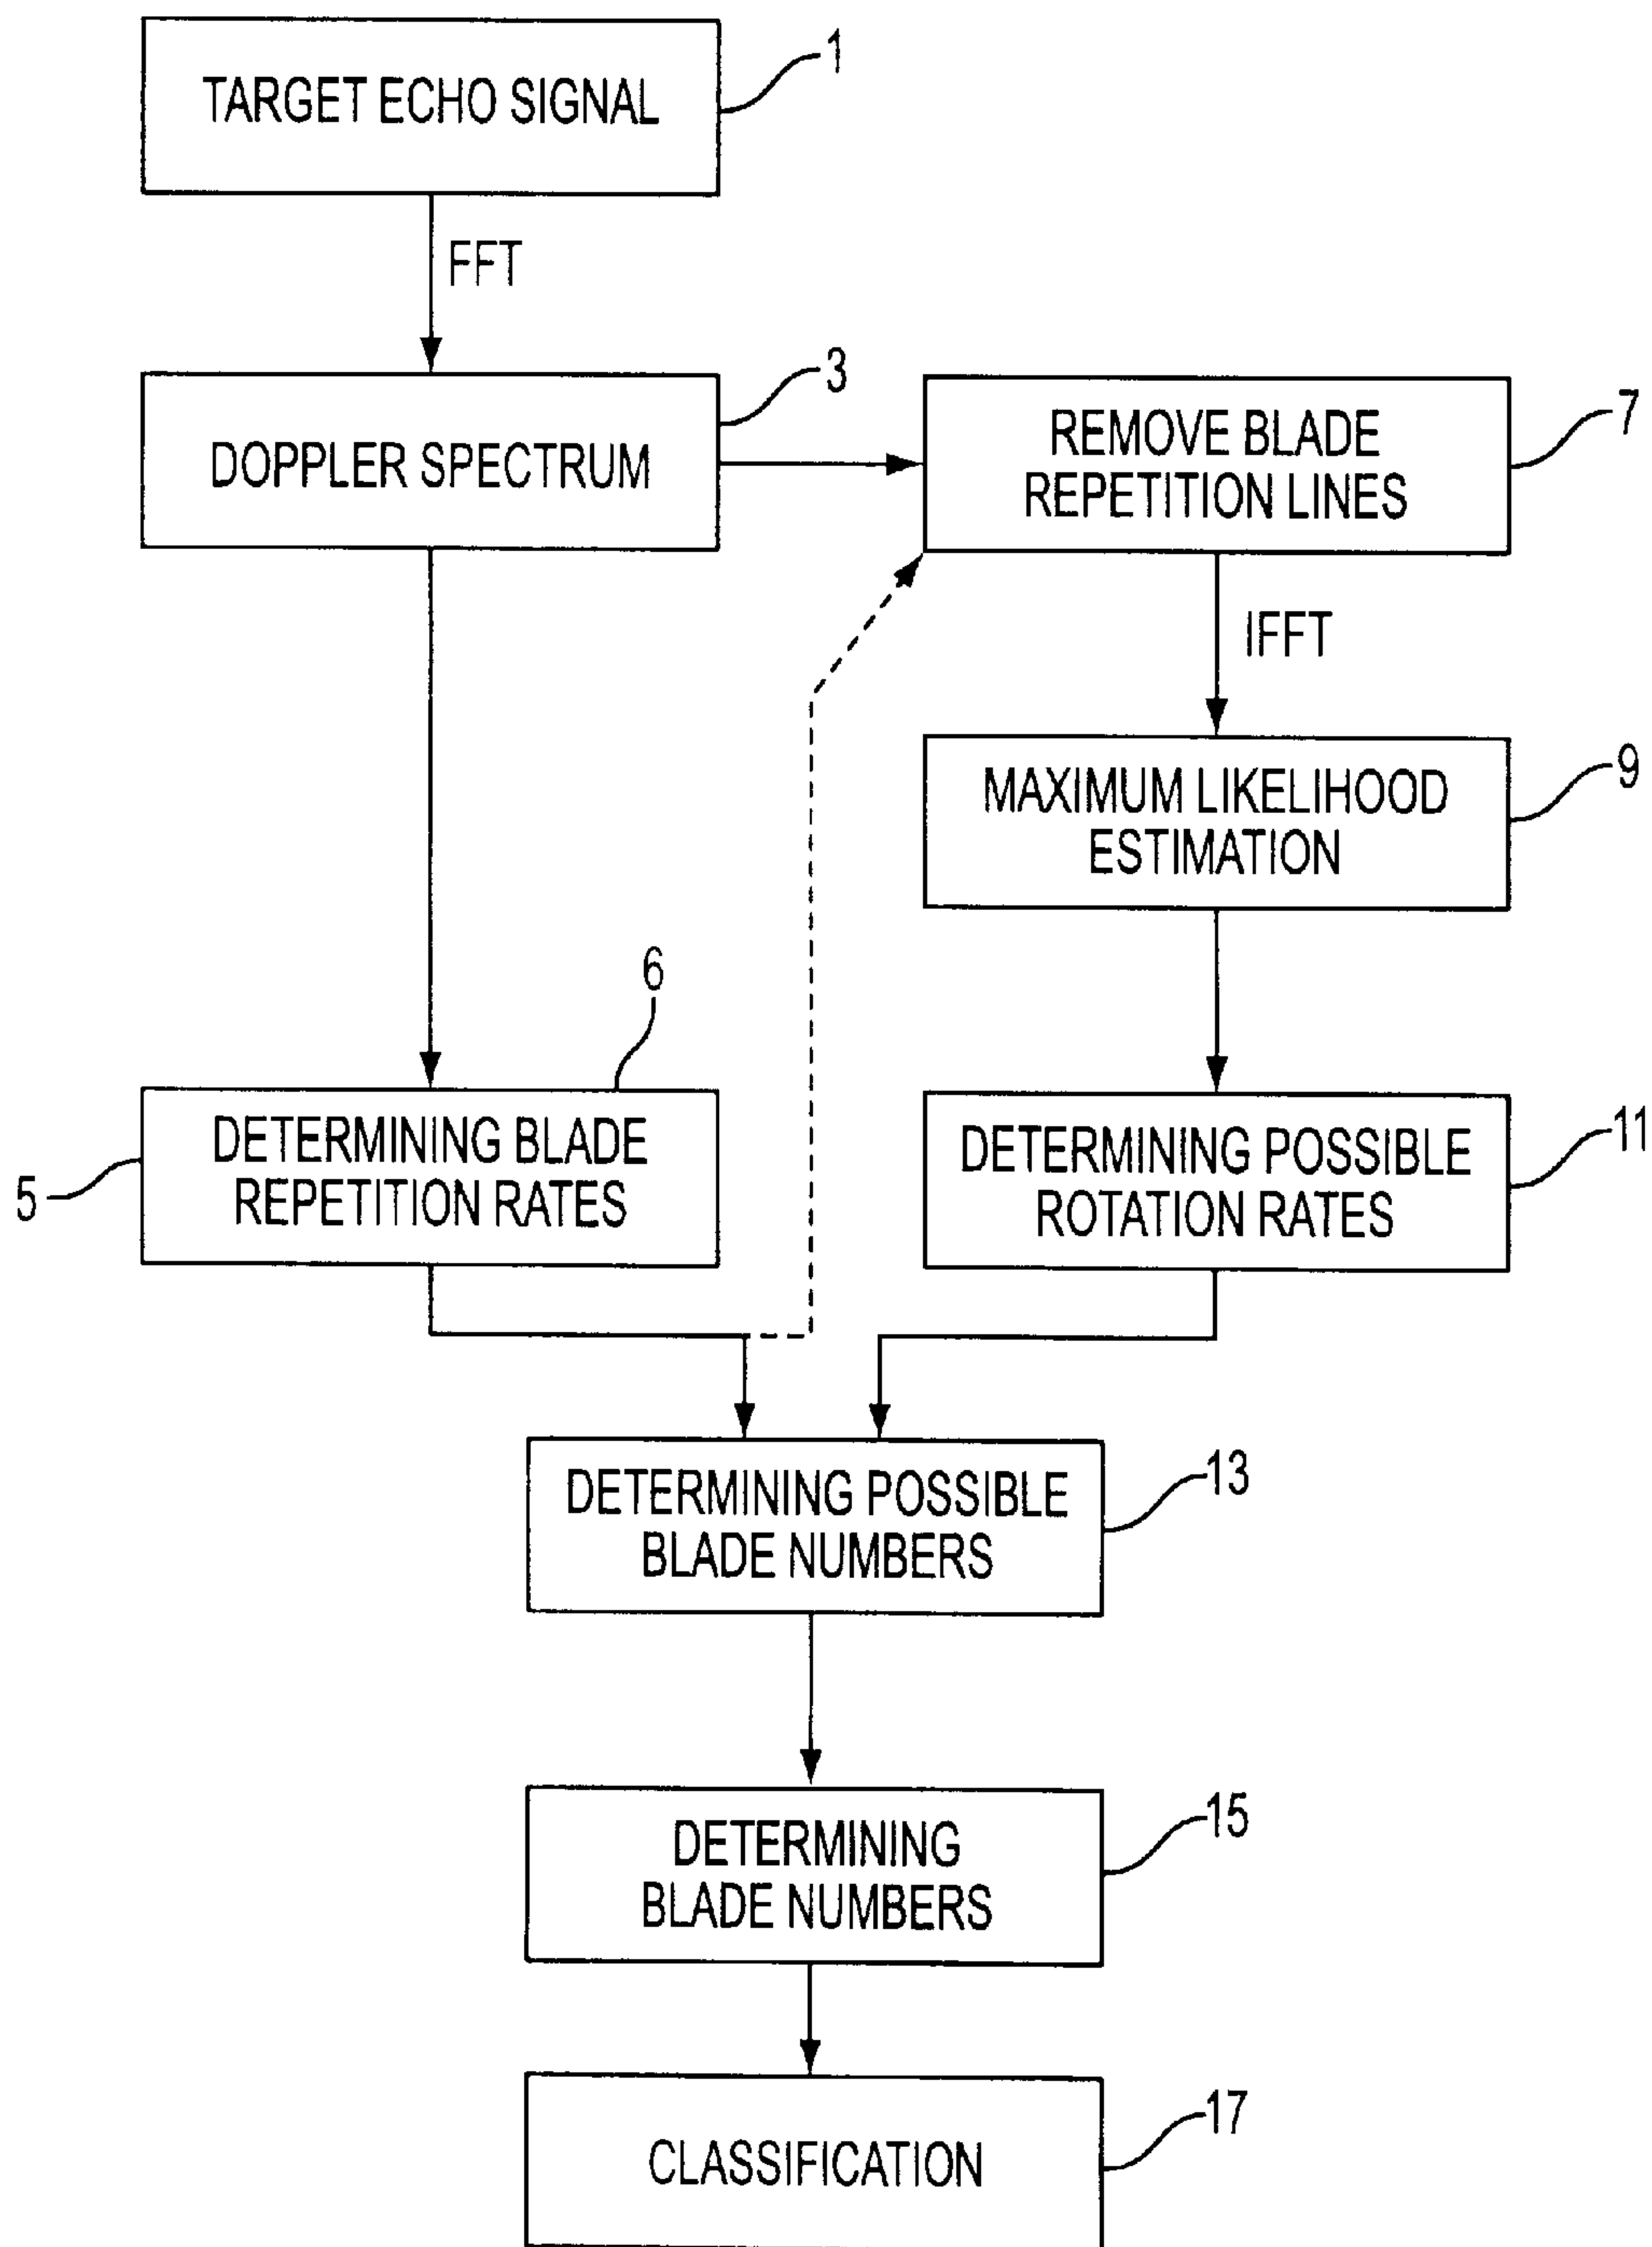 TARGET ECHO SIGNAL
1
FFT
DOPPLER SPECTRUM
3
REMOVE BLADE
REPETITION LINES
7
IFFT
MAXIMUM LIKELIHOOD
ESTIMATION
9
6
DETERMINING BLADE
REPETITION RATES
5
DETERMINING POSSIBLE
ROTATION RATES
11
DETERMINING POSSIBLE
BLADE NUMBERS
13
DETERMINING
BLADE NUMBERS
15
CLASSIFICATION
17